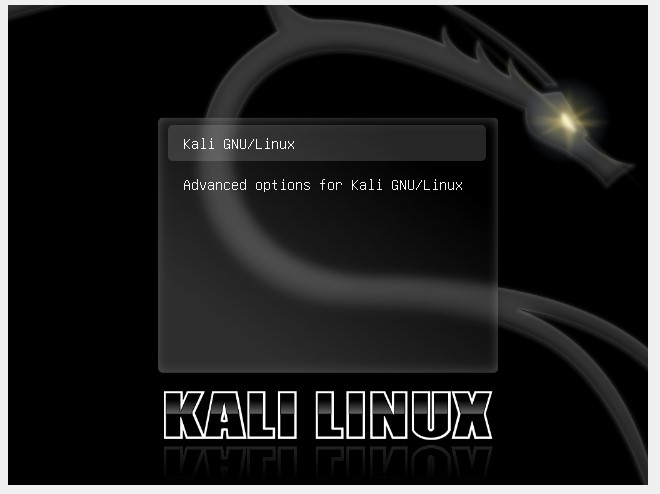 Kali GNU/Linux
Advanced options for Kali GNU/Linux
KALI LINUX